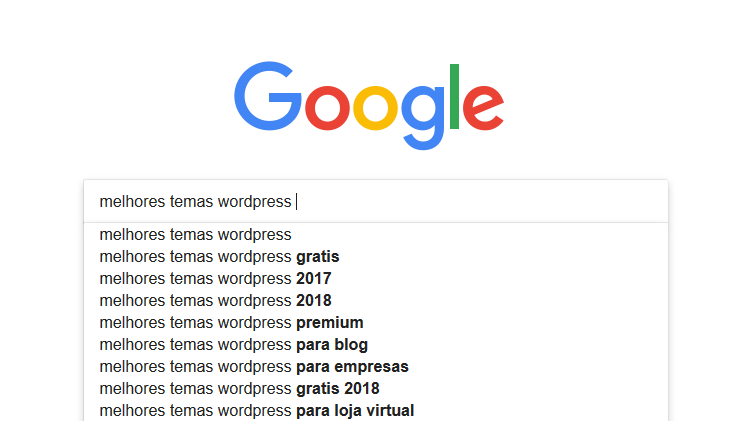 Google
melhores temas wordpress
melhores temas wordpress
melhores temas wordpress gratis
melhores temas wordpress 2017
melhores temas wordpress 2018
melhores temas wordpress premium
melhores temas wordpress para blog
melhores temas wordpress para empresas
melhores temas wordpress gratis 2018
melhores temas wordpress para loja virtual